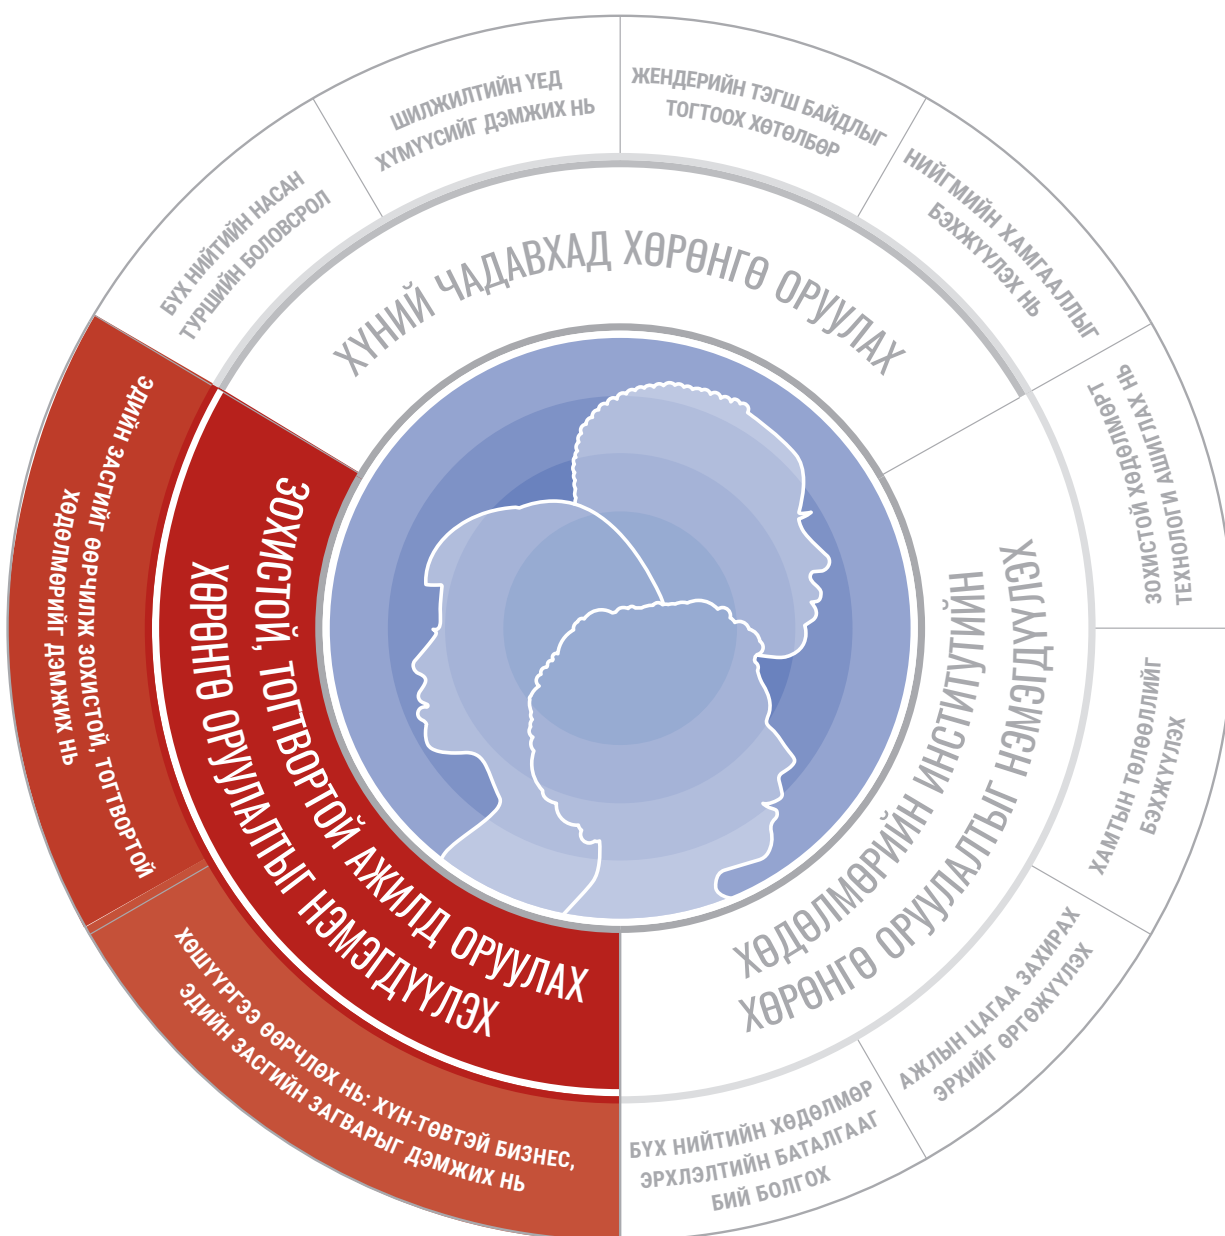 ХҮНИЙ ЧАДАВХАД ХӨРӨНГӨ ОРУУЛАХ
БҮХ НИЙТИЙН НАСАН
ТУРШИЙН БОЛОВСРОЛ
ШИЛЖИЛТИЙН ҮЕД
ХҮМҮҮСИЙГ ДЭМЖИХ НЬ
ЖЕНДЕРИЙН ТЭГШ БАЙДЛЫГ
ТОГТООХ ХӨТӨЛБӨР
НИЙГМИЙН ХАМГААЛЛЫГ
БЭХЖҮҮЛЭХ НЬ
ХӨДӨЛМӨРИЙН ИНСТИТУТИЙН
ХӨРӨНГӨ ОРУУЛАЛТЫГ НЭМЭГДҮҮЛЭХ
ЗОХИСТОЙ ХӨДӨЛМӨРТ
ТЕХНОЛОГИ АШИГЛАХ НЬ
ХАМТЫН ТӨЛӨӨЛЛИЙГ
БЭХЖҮҮЛЭХ
АЖЛЫН ЦАГАА ЗАХИРАХ
ЭРХИЙГ ӨРГӨЖҮҮЛЭХ
БҮХ НИЙТИЙН ХӨДӨЛМӨР
ЭРХЛЭЛТИЙН БАТАЛГААГ
БИЙ БОЛГОХ
ЗОХИСТОЙ, ТОГТВОРТОЙ АЖИЛД ОРУУЛАХ
ХӨРӨНГӨ ОРУУЛАЛТЫГ НЭМЭГДҮҮЛЭХ
ЭДИЙН ЗАСГИЙГ ӨӨРЧИЛЖ ЗОХИСТОЙ, ТОГТВОРТОЙ
ХӨДӨЛМӨРИЙГ ДЭМЖИХ НЬ
ХӨШҮҮРГЭЭ ӨӨРЧЛӨХ НЬ: ХҮН-ТӨВТЭЙ БИЗНЕС,
ЭДИЙН ЗАСГИЙН ЗАГВАРЫГ ДЭМЖИХ НЬ